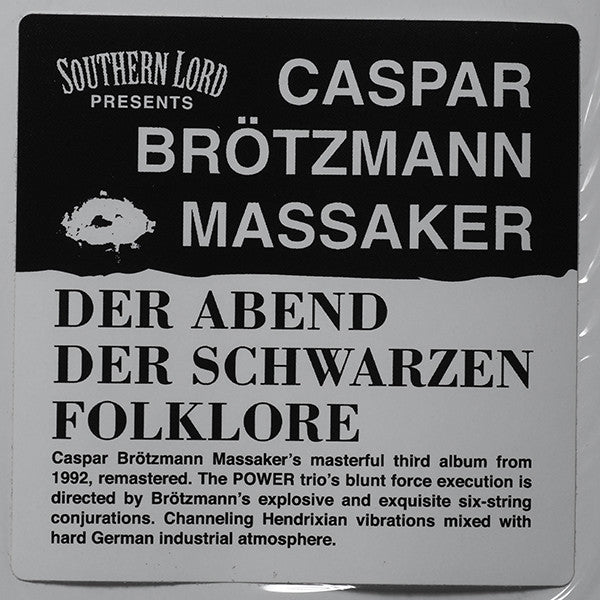 SOUTHERN LORD
PRESENTS
CASPAR
BRÖTZMANN
MASSAKER
DER ABEND
DER SCHWARZEN
FOLKLORE
Caspar Brötzmann Massaker's masterful third album from
1992, remastered. The POWER trio's blunt force execution is
directed by Brötzmann's explosive and exquisite six-string
conjurations. Channeling Hendrixian vibrations mixed with
hard German industrial atmosphere.